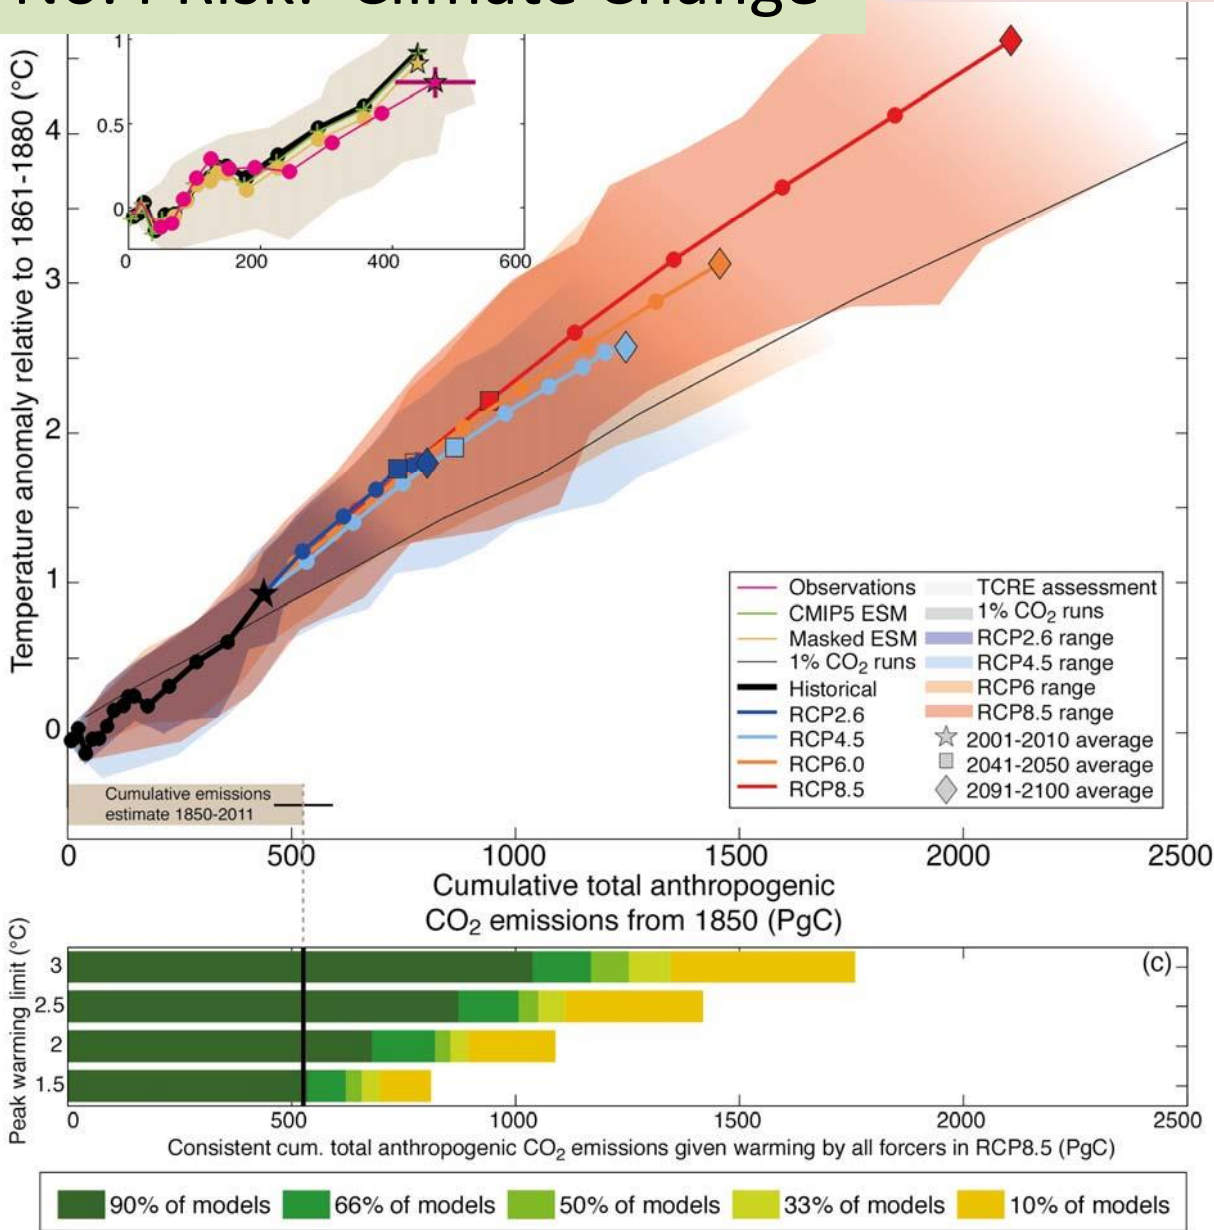 No.1 Risk: Climate Change
Temperature anomaly relative to 1861-1880 (°C)
4
3
2
1
0
1
0.5
0
0
200
400
600
Observations
CMIP5 ESM
Masked ESM
1% CO₂ runs
Historical
RCP2.6
RCP4.5
RCP6.0
RCP8.5
TCRE assessment
1% CO₂ runs
RCP2.6 range
RCP4.5 range
RCP6 range
RCP8.5 range
2001-2010 average
2041-2050 average
2091-2100 average
Cumulative emissions
estimate 1850-2011
0
500
1000
1500
2000
2500
Cumulative total anthropogenic
CO₂ emissions from 1850 (PgC)
Peak warming limit (°C)
(c)
3
2.5
2
1.5
0
500
1000
1500
2000
2500
Consistent cum. total anthropogenic CO₂ emissions given warming by all forcers in RCP8.5 (PgC)
90% of models
66% of models
50% of models
33% of models
10% of models